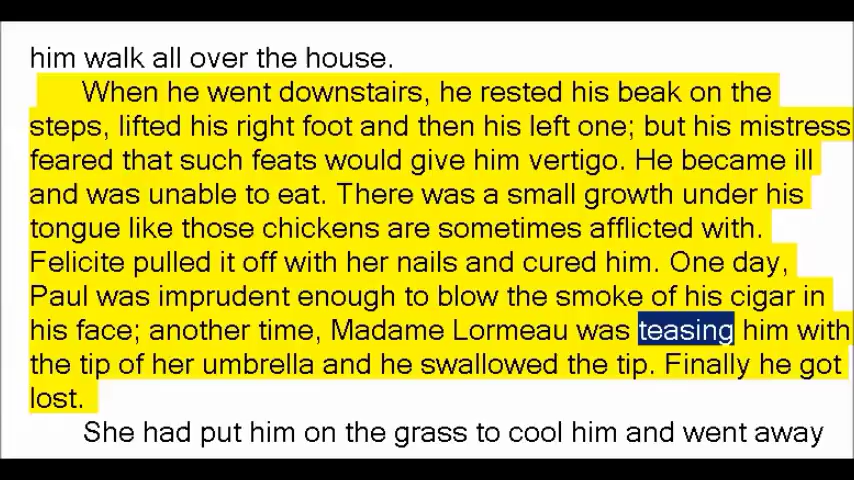 him walk all over the house.
When he went downstairs, he rested his beak on the
steps, lifted his right foot and then his left one; but his mistress
feared that such feats would give him vertigo. He became ill
and was unable to eat. There was a small growth under his
tongue like those chickens are sometimes afflicted with.
Felicite pulled it off with her nails and cured him. One day,
Paul was imprudent enough to blow the smoke of his cigar in
his face; another time, Madame Lormeau was teasing him with
the tip of her umbrella and he swallowed the tip. Finally he got
lost.
She had put him on the grass to cool him and went away